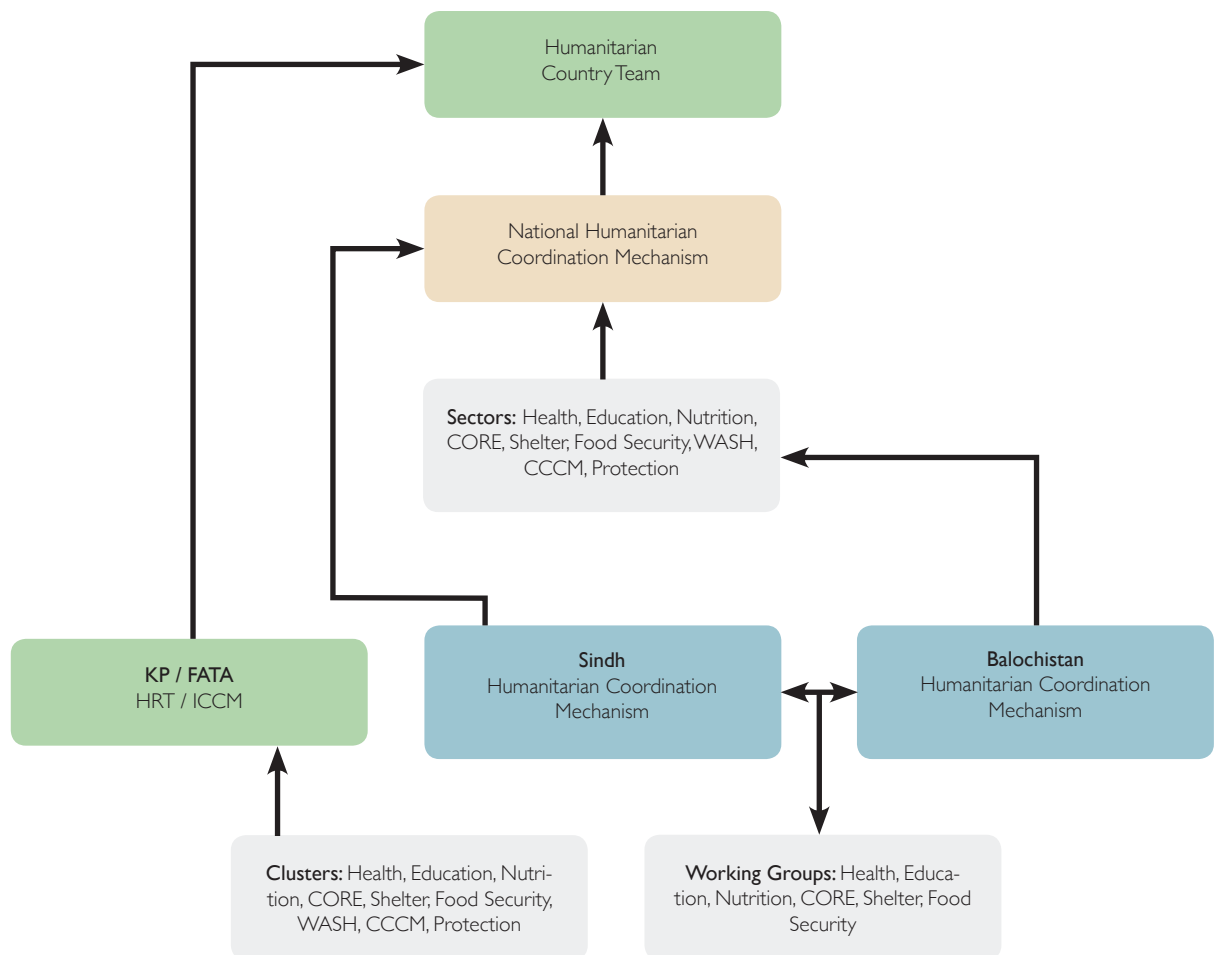 Humanitarian
Country Team
National Humanitarian
Coordination Mechanism
Sectors: Health, Education, Nutrition,
CORE, Shelter, Food Security, WASH,
CCCM, Protection
KP / FATA
HRT / ICCM
Sindh
Humanitarian Coordination
Mechanism
Balochistan
Humanitarian Coordination
Mechanism
Clusters: Health, Education, Nutri-
tion, CORE, Shelter, Food Security,
WASH, CCCM, Protection
Working Groups: Health, Educa-
tion, Nutrition, CORE, Shelter, Food
Security